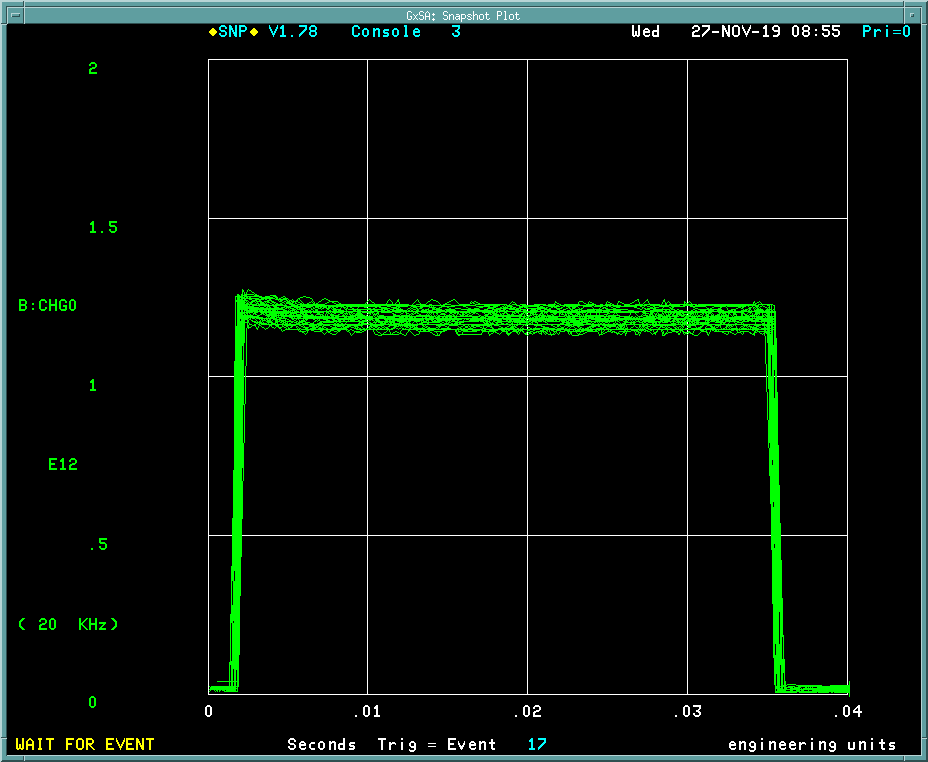 GxSA: Snapshot Plot
◆SNP◆ V1.78 Console 3 Wed 27-NOV-19 08:55 Pri=0
2
1.5
B:CHG0
1
E12
.5
( 20 KHz)
0
0 .01 .02 .03 .04
WAIT FOR EVENT Seconds Trig = Event 17 engineering units